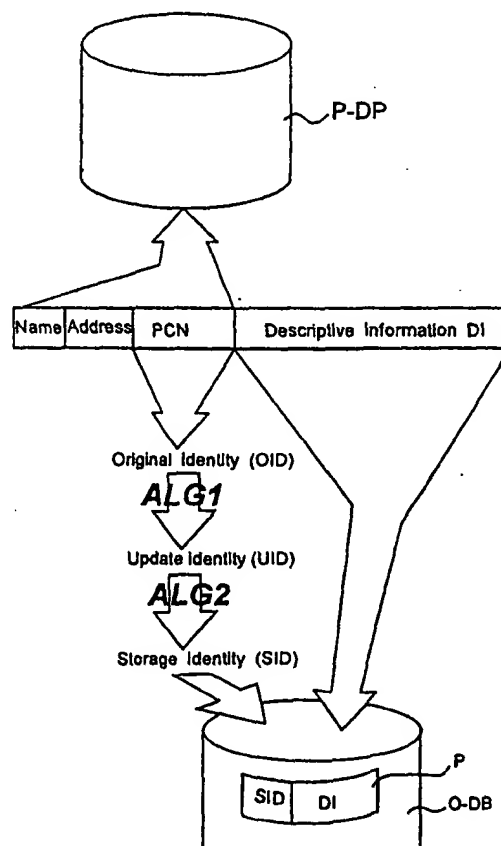 P-DP
Name Address PCN Descriptive Information DI
Original Identity (OID)
ALG1
Update Identity (UID)
ALG2
Storage Identity (SID)
P
SID DI
O-DB